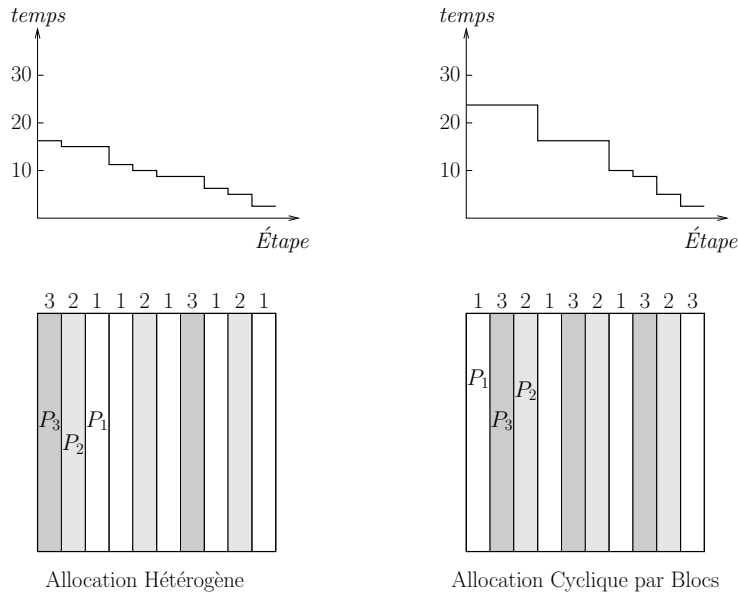 temps
30
20
10
Étape
3 2 1 1 2 1 3 1 2 1
P3
P2
P1
Allocation Hétérogène
temps
30
20
10
Étape
1 3 2 1 3 2 1 3 2 3
P1
P3
P2
Allocation Cyclique par Blocs